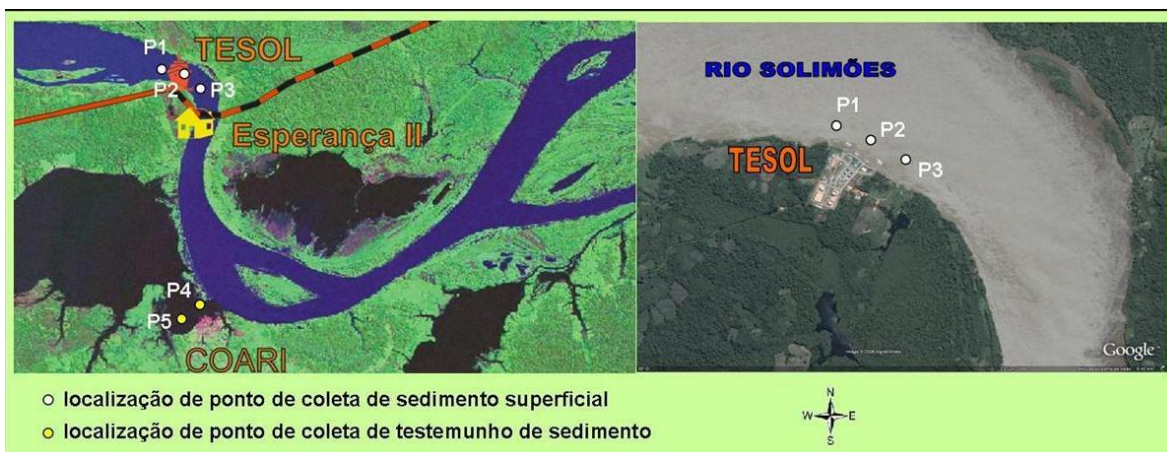 P1
TESOL
P2
P3
Esperança II
P4
P5
COARI
RIO SOLIMÕES
P1
P2
TESOL
P3
Google
○ localização de ponto de coleta de sedimento superficial
○ localização de ponto de coleta de testemunho de sedimento
N
W E
S